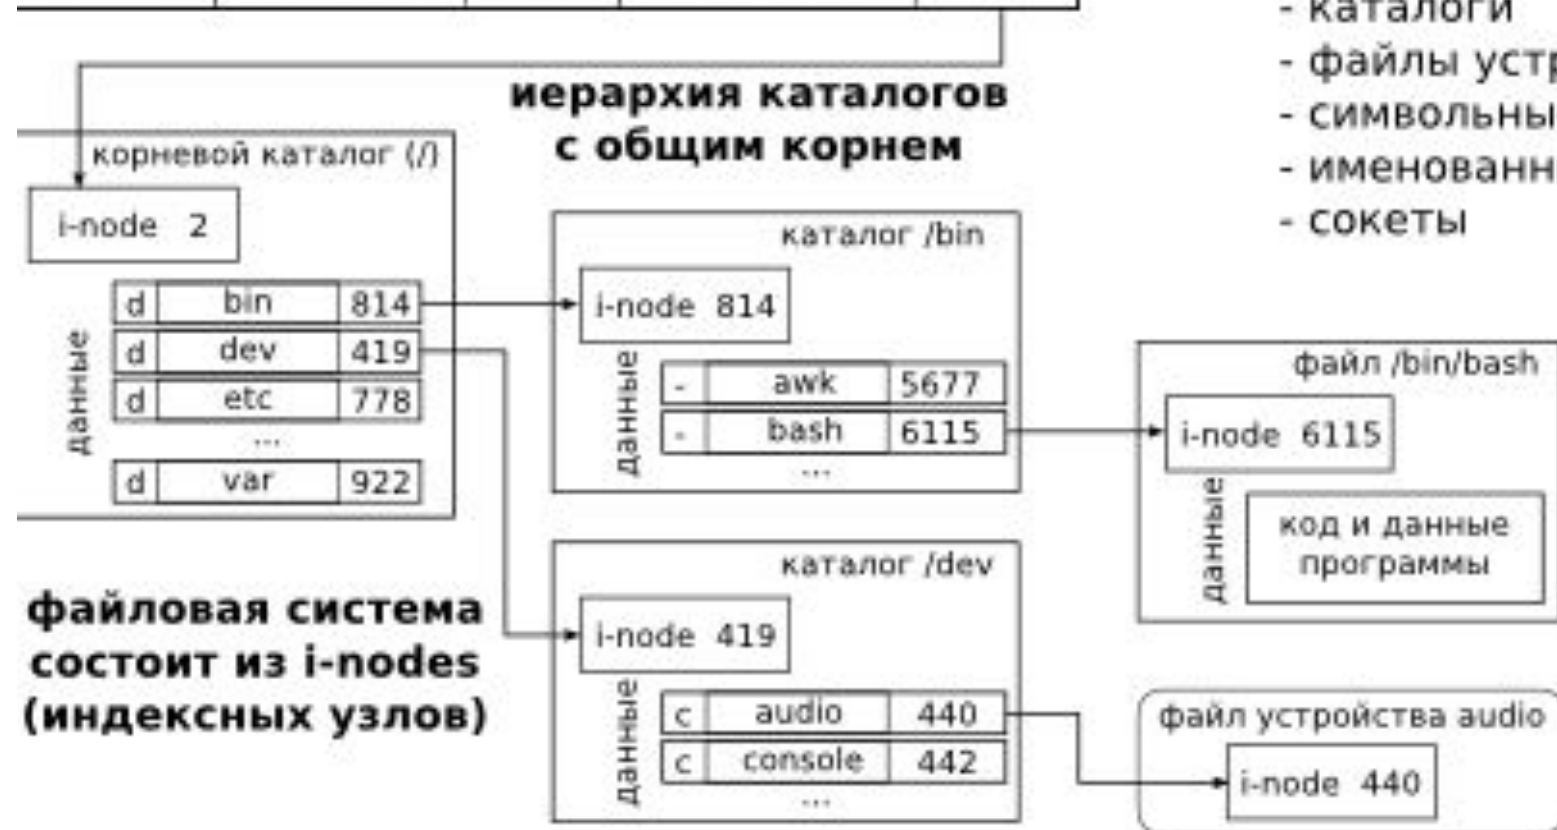 - каталоги
- файлы устр
- символьны
- именованн
- сокеты
иерархия каталогов
с общим корнем
корневой каталог (/)
i-node 2
данные
d bin 814
d dev 419
d etc 778
...
d var 922
каталог /bin
i-node 814
данные
- awk 5677
- bash 6115
...
файл /bin/bash
i-node 6115
данные
код и данные
программы
файловая система
состоит из i-nodes
(индексных узлов)
каталог /dev
i-node 419
данные
c audio 440
c console 442
...
файл устройства audio
i-node 440